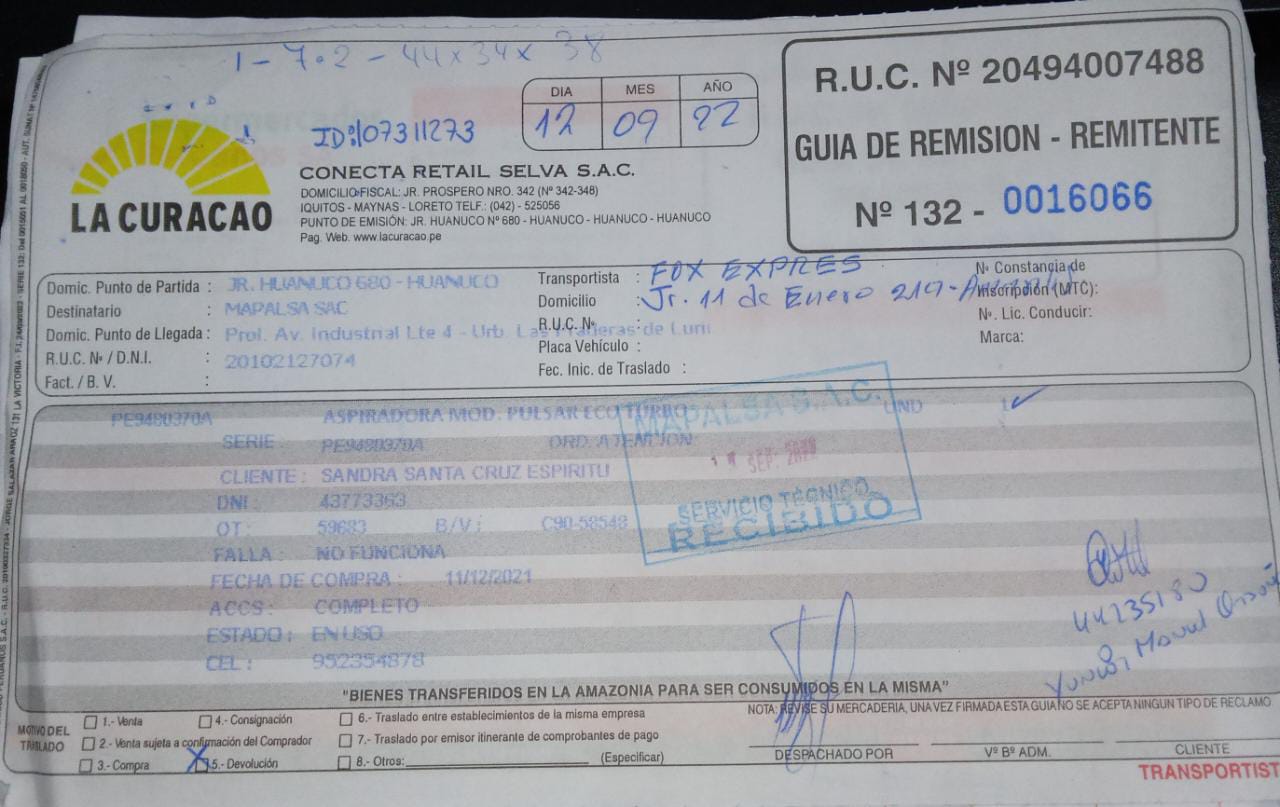 1-7.2-44x34x38
ID:107311273
DIA MES AÑO
12 09 22
LA CURACAO
CONECTA RETAIL SELVA S.A.C.
DOMICILIO FISCAL: JR. PROSPERO NRO. 342 (Nº 342-348)
IQUITOS - MAYNAS - LORETO TELF.: (042) - 525056
PUNTO DE EMISIÓN: JR. HUANUCO Nº 680 - HUANUCO - HUANUCO - HUANUCO
Pag. Web. www.lacuracao.pe
R.U.C. Nº 20494007488
GUIA DE REMISION - REMITENTE
Nº 132 - 0016066
Domic. Punto de Partida : JR. HUANUCO 680 - HUANUCO
Destinatario : MAPALSA SAC
Domic. Punto de Llegada : Prol. Av. Industrial Lte 4 - Urb. Las de Luri
R.U.C. Nº / D.N.I. : 20102127074
Fact. / B. V. :
Transportista : FOX EXPRES
Domicilio : Jr. 11 de Enero 219-
R.U.C. Nº :
Placa Vehículo :
Fec. Inic. de Traslado :
Nº Constancia de
Inscripción (MTC):
Nº. Lic. Conducir:
Marca:
PE9480370A ASPIRADORA MOD. PULSAR ECO TURBO UND 1
SERIE : PE9480370A ORD. ATENCION
CLIENTE : SANDRA SANTA CRUZ ESPIRITU
DNI : 43773363
OT : 59683 B/V : C90-58548
FALLA : NO FUNCIONA
FECHA DE COMPRA : 11/12/2021
ACCS : COMPLETO
ESTADO : EN USO
CEL : 952354878
MAPALSA S.A.C.
SEP. 2022
SERVICIO TÉCNICO
RECIBIDO
44235180
"BIENES TRANSFERIDOS EN LA AMAZONIA PARA SER CONSUMIDOS EN LA MISMA"
NOTA: REVISE SU MERCADERIA, UNA VEZ FIRMADA ESTA GUIA NO SE ACEPTA NINGUN TIPO DE RECLAMO
MOTIVO DEL
TRASLADO
1.- Venta
2.- Venta sujeta a confirmación del Comprador
3.- Compra
4.- Consignación
X 5.- Devolución
6.- Traslado entre establecimientos de la misma empresa
7.- Traslado por emisor itinerante de comprobantes de pago
8.- Otros: (Especificar)
DESPACHADO POR
Vº Bº ADM.
CLIENTE
TRANSPORTIST